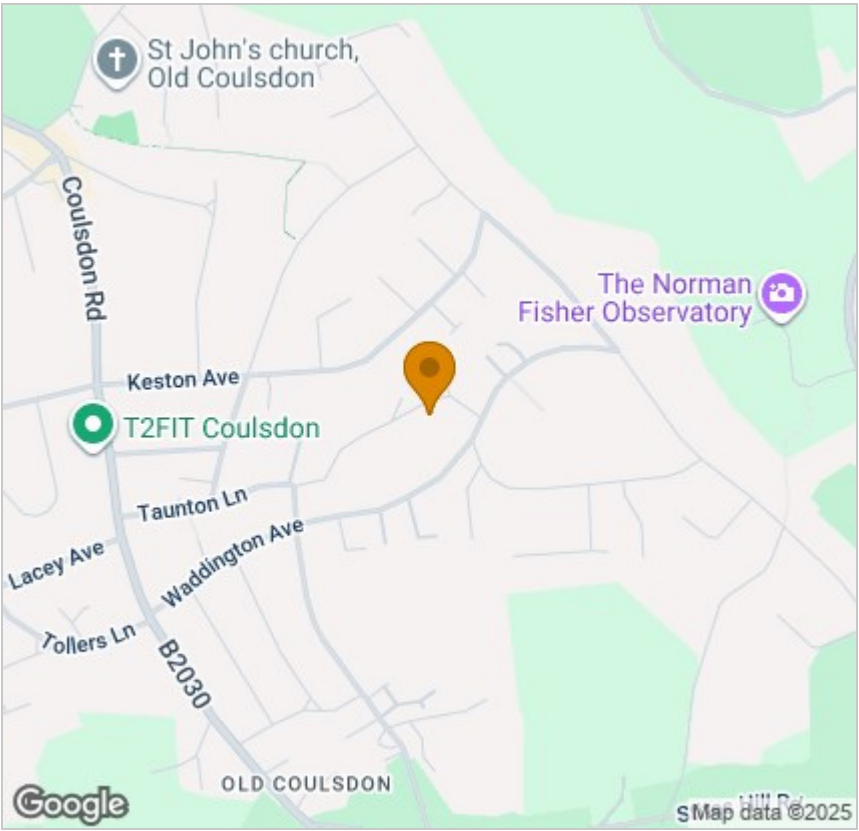 St John's church,
Old Coulsdon
Coulsdon Rd
The Norman
Fisher Observatory
Keston Ave
T2FIT Coulsdon
Taunton Ln
Waddington Ave
Lacey Ave
Tollers Ln
B2030
OLD COULSDON
Google
Map data ©2025